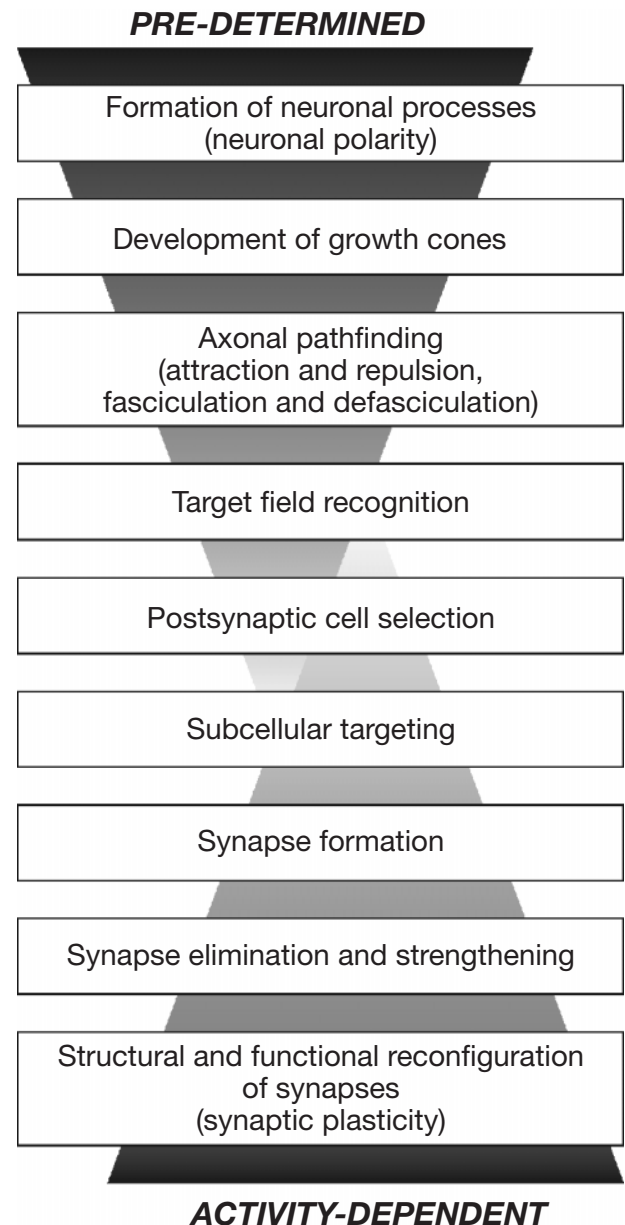 PRE-DETERMINED
Formation of neuronal processes
(neuronal polarity)
Development of growth cones
Axonal pathfinding
(attraction and repulsion,
fasciculation and defasciculation)
Target field recognition
Postsynaptic cell selection
Subcellular targeting
Synapse formation
Synapse elimination and strengthening
Structural and functional reconfiguration
of synapses
(synaptic plasticity)
ACTIVITY-DEPENDENT